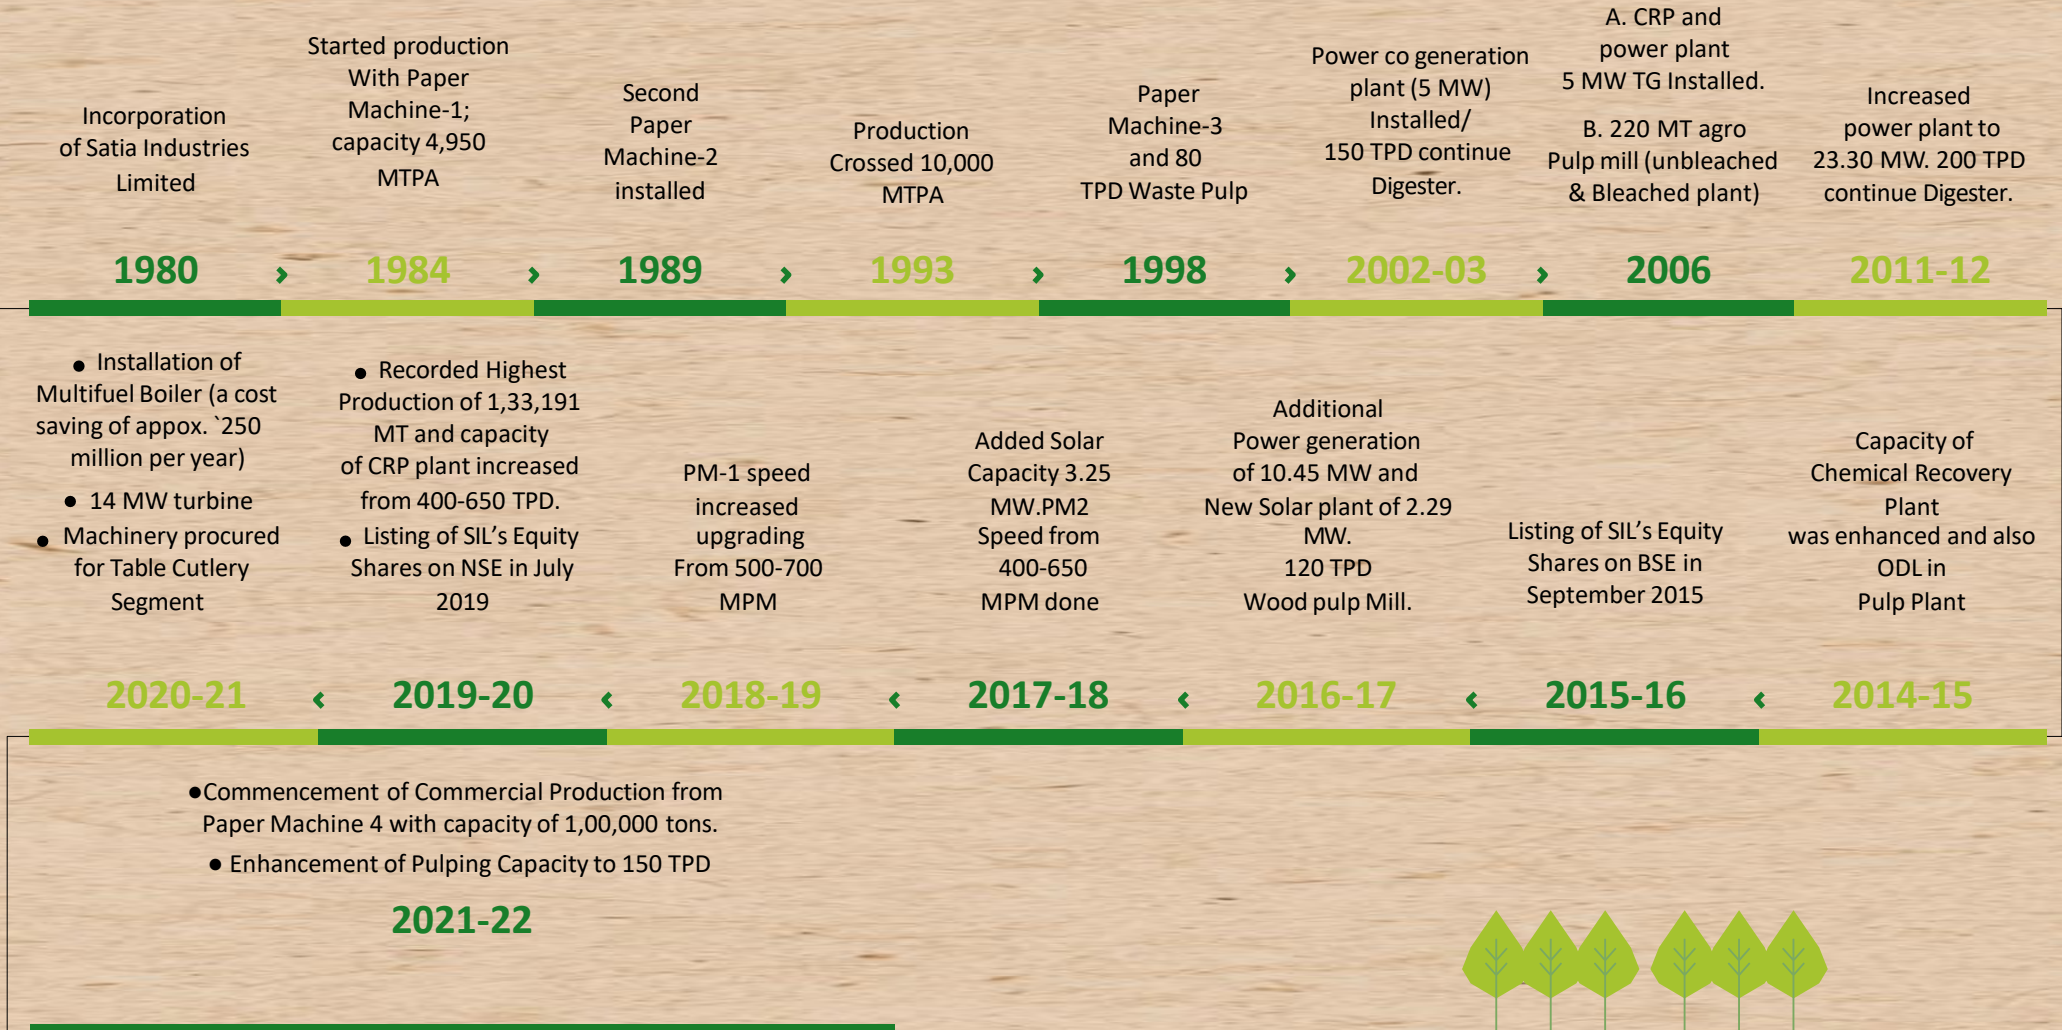 Incorporation
of Satia Industries
Limited
1980
Started production
With Paper
Machine-1;
capacity 4,950
MTPA
1984
Second
Paper
Machine-2
installed
1989
Production
Crossed 10,000
MTPA
1993
Paper
Machine-3
and 80
TPD Waste Pulp
1998
Power co generation
plant (5 MW)
Installed/
150 TPD continue
Digester.
2002-03
A. CRP and
power plant
5 MW TG Installed.
B. 220 MT agro
Pulp mill (unbleached
& Bleached plant)
2006
Increased
power plant to
23.30 MW. 200 TPD
continue Digester.
2011-12
Capacity of
Chemical Recovery
Plant
was enhanced and also
ODL in
Pulp Plant
2014-15
Listing of SIL’s Equity
Shares on BSE in
September 2015
2015-16
Additional
Power generation
of 10.45 MW and
New Solar plant of 2.29
MW.
120 TPD
Wood pulp Mill.
2016-17
Added Solar
Capacity 3.25
MW.PM2
Speed from
400-650
MPM done
2017-18
PM-1 speed
increased
upgrading
From 500-700
MPM
2018-19
● Recorded Highest
Production of 1,33,191
MT and capacity
of CRP plant increased
from 400-650 TPD.
● Listing of SIL’s Equity
Shares on NSE in July
2019
2019-20
● Installation of
Multifuel Boiler (a cost
saving of appox. `250
million per year)
● 14 MW turbine
● Machinery procured
for Table Cutlery
Segment
2020-21
●Commencement of Commercial Production from
Paper Machine 4 with capacity of 1,00,000 tons.
● Enhancement of Pulping Capacity to 150 TPD
2021-22